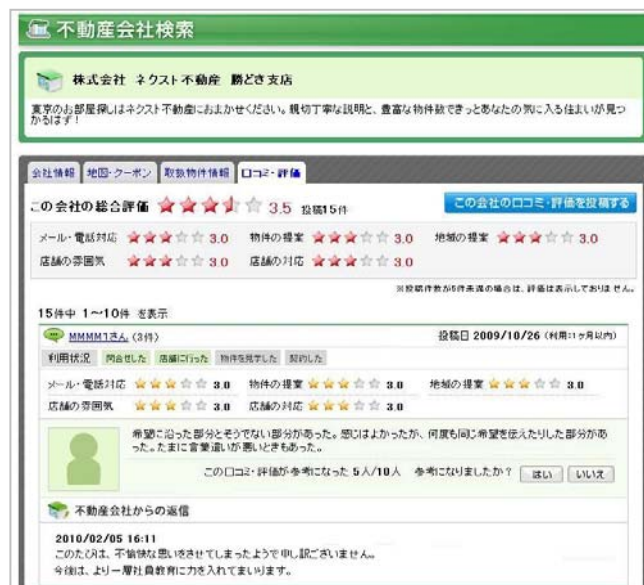 不動産会社検索
株式会社 ネクスト不動産 勝どき支店
東京のお部屋探しはネクスト不動産におまかせください。親切丁寧な説明と、豊富な物件数できっとあなたの気に入る住まいが見つ
かるはず！
会社情報 地図・クーポン 取扱物件情報 口コミ・評価
この会社の総合評価 ★★★★☆ 3.5 投稿15件 この会社の口コミ・評価を投稿する
メール・電話対応 ★★★☆☆ 3.0 物件の提案 ★★★☆☆ 3.0 地域の提案 ★★★☆☆ 3.0
店舗の雰囲気 ★★★☆☆ 3.0 店舗の対応 ★★★☆☆ 3.0
※投稿件数が5件未満の場合は、評価は表示しておりません。
15件中 1～10件 を表示
MMMM1さん (3件) 投稿日 2009/10/26 (利用:1ヶ月以内)
利用状況 問合せした 店舗に行った 物件を見学した 契約した
メール・電話対応 ★★★☆☆ 3.0 物件の提案 ★★★☆☆ 3.0 地域の提案 ★★★☆☆ 3.0
店舗の雰囲気 ★★★☆☆ 3.0 店舗の対応 ★★★☆☆ 3.0
希望に沿った部分とそうでない部分があった。感じはよかったが、何度も同じ希望を伝えたりした部分があ
った。たまに言葉遣いが悪いときもあった。
この口コミ・評価が参考になった 5人/10人 参考になりましたか？ はい いいえ
不動産会社からの返信
2010/02/05 16:11
このたびは、不愉快な思いをさせてしまったようで申し訳ございません。
今後は、より一層社員教育に力を入れてまいります。